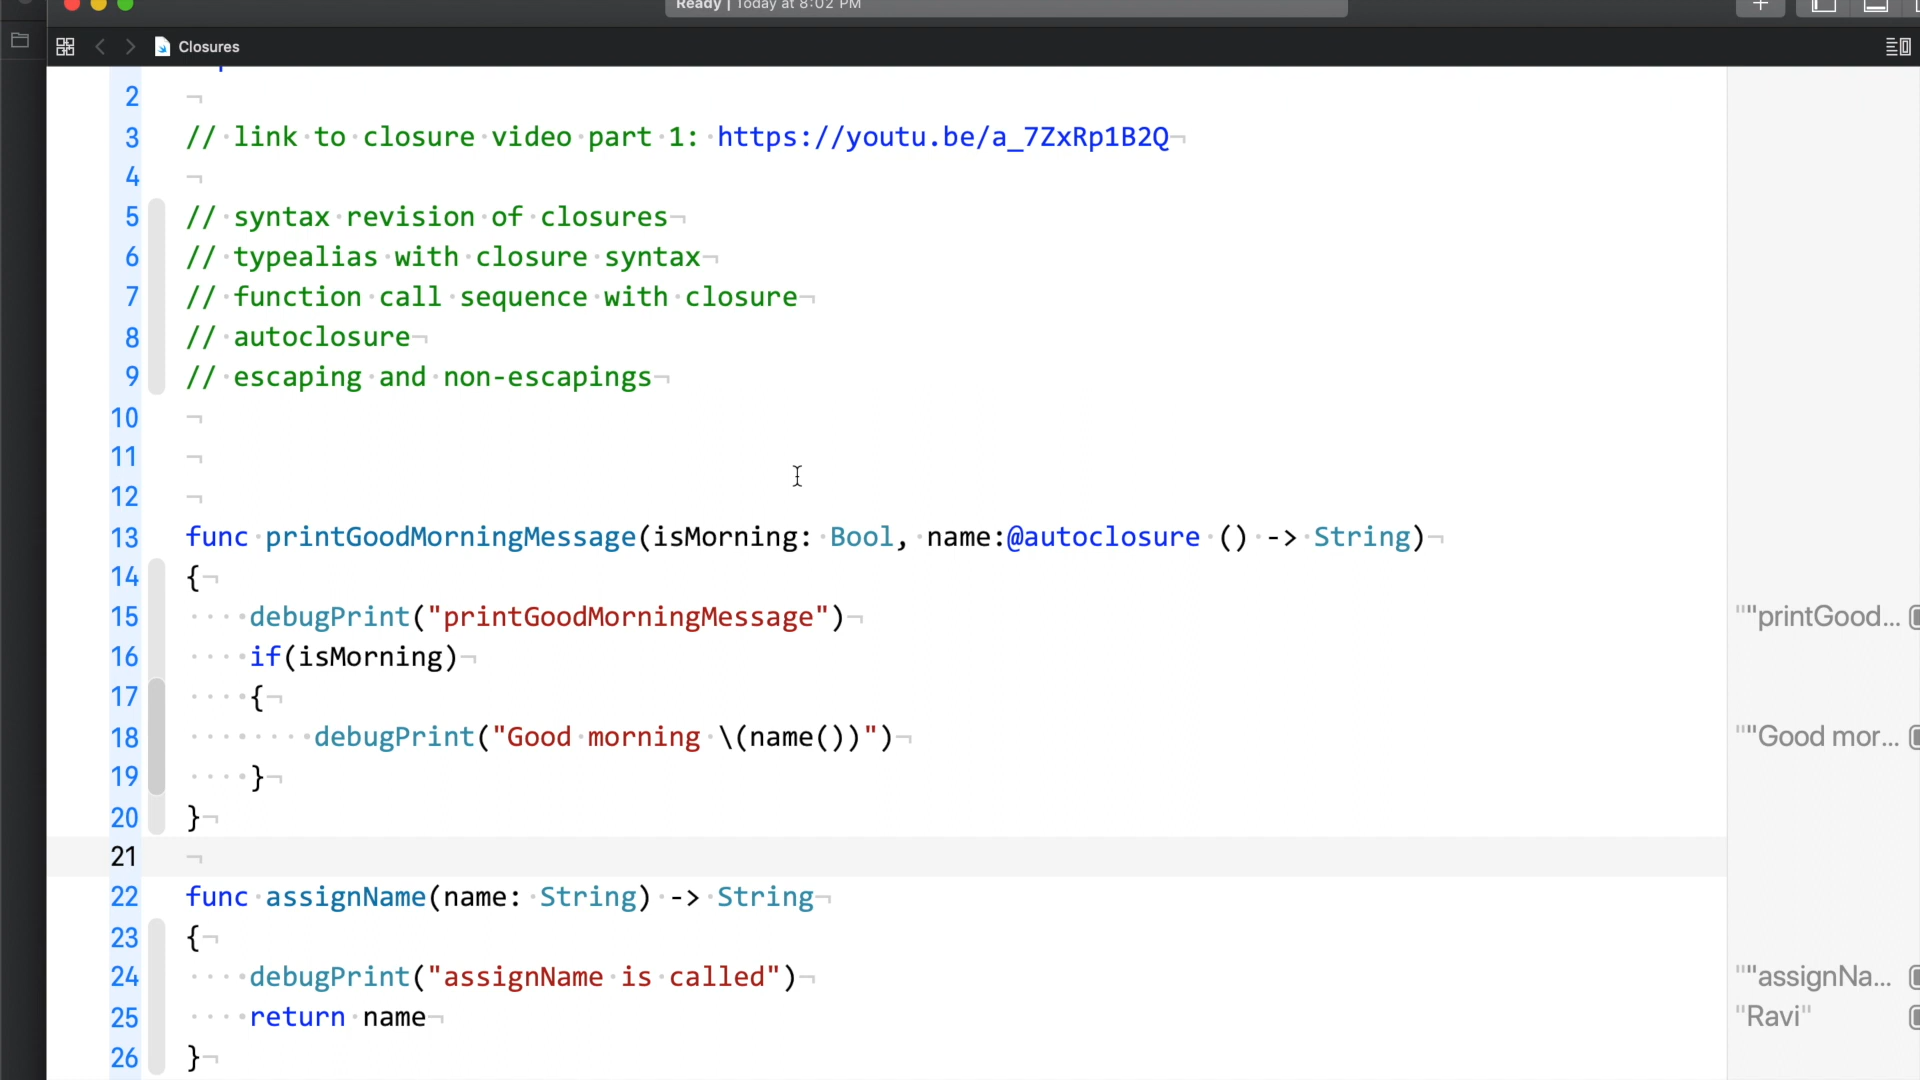 Ready | Today at 8:02 PM
Closures
2
3 // link to closure video part 1: https://youtu.be/a_7ZxRp1B2Q
4
5 // syntax revision of closures
6 // typealias with closure syntax
7 // function call sequence with closure
8 // autoclosure
9 // escaping and non-escapings
10
11
12
13 func printGoodMorningMessage(isMorning: Bool, name:@autoclosure () -> String)
14 {
15 debugPrint("printGoodMorningMessage") ""printGood...
16 if(isMorning)
17 {
18 debugPrint("Good morning \(name())") ""Good mor...
19 }
20 }
21
22 func assignName(name: String) -> String
23 {
24 debugPrint("assignName is called") ""assignNa...
25 return name "Ravi"
26 }